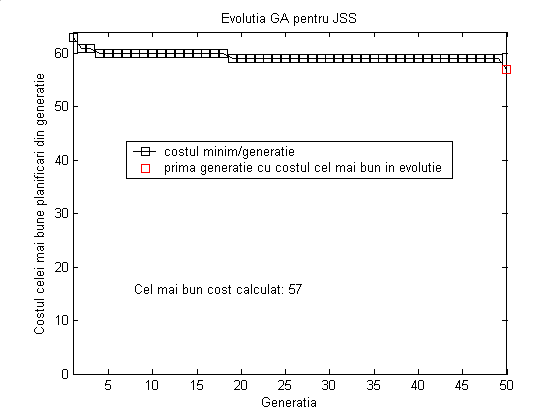 Evolutia GA pentru JSS
Costul celei mai bune planificari din generatie
60
50
40
30
20
10
0
costul minim/generatie
prima generatie cu costul cel mai bun in evolutie
Cel mai bun cost calculat: 57
5 10 15 20 25 30 35 40 45 50
Generatia